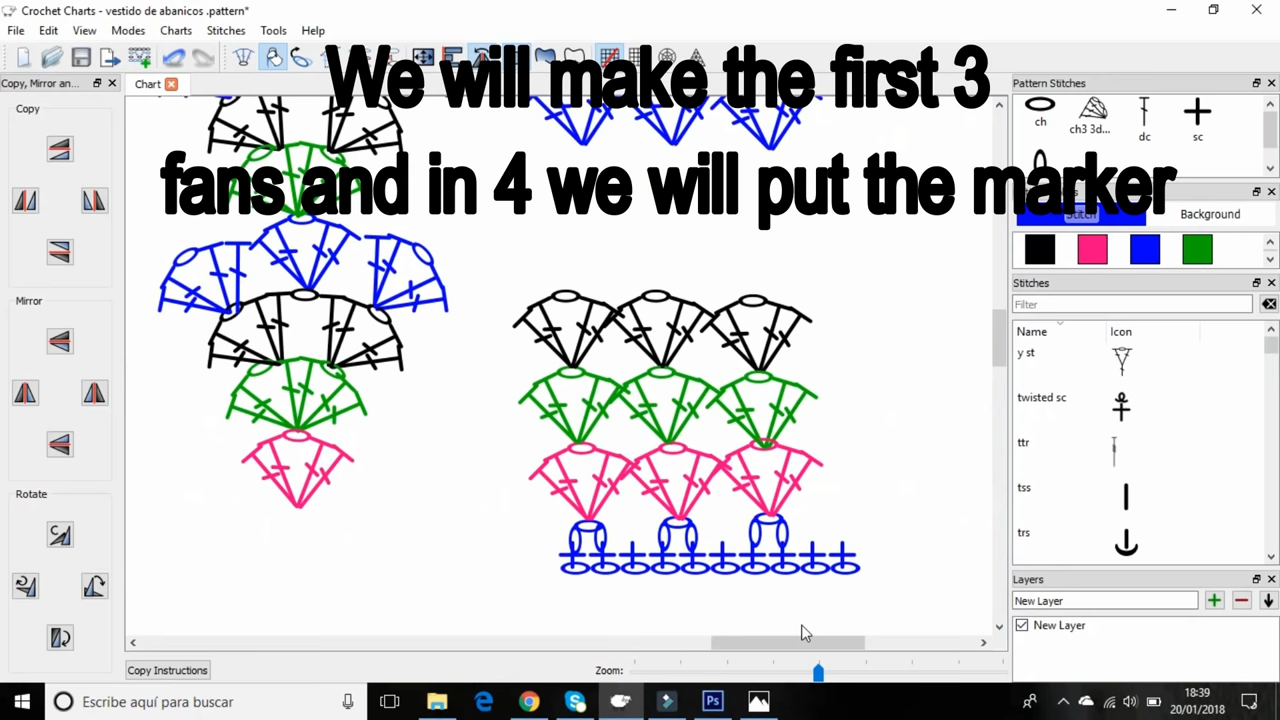 Crochet Charts - vestido de abanicos .pattern*
File Edit View Modes Charts Stitches Tools Help
We will make the first 3
fans and in 4 we will put the marker
Copy, Mirror an...
Chart
Copy
Mirror
Rotate
Pattern Stitches
ch
ch3 3d...
dc
sc
Stitch
Background
Stitches
Filter
Name Icon
y st
twisted sc
ttr
tss
trs
Layers
New Layer
New Layer
Copy Instructions
Zoom:
Escribe aquí para buscar
Ps
18:39
20/01/2018